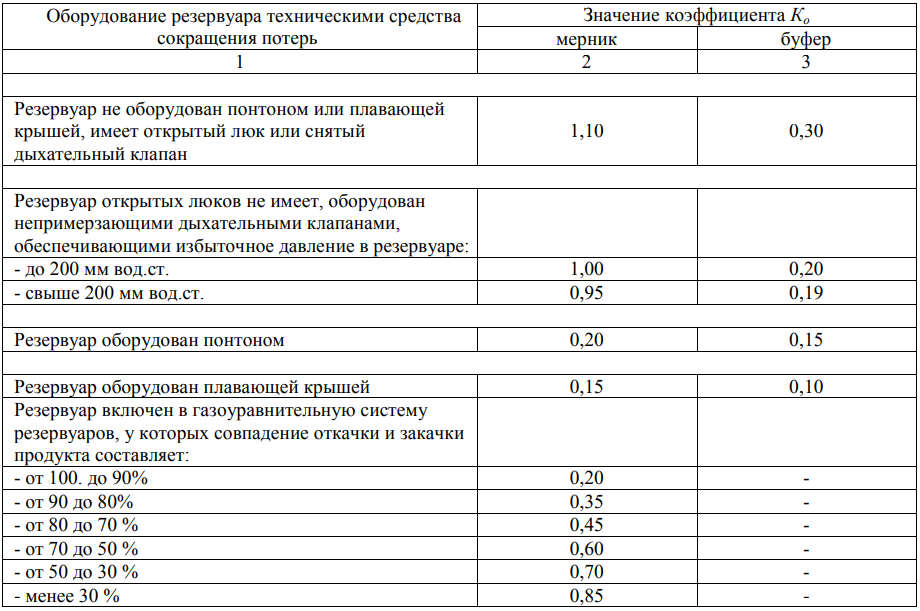 Оборудование резервуара техническими средства
сокращения потерь
Значение коэффициента Kо
мерник
буфер
1
2
3
Резервуар не оборудован понтоном или плавающей
крышей, имеет открытый люк или снятый
дыхательный клапан
1,10
0,30
Резервуар открытых люков не имеет, оборудован
непримерзающими дыхательными клапанами,
обеспечивающими избыточное давление в резервуаре:
- до 200 мм вод.ст.
1,00
0,20
- свыше 200 мм вод.ст.
0,95
0,19
Резервуар оборудован понтоном
0,20
0,15
Резервуар оборудован плавающей крышей
0,15
0,10
Резервуар включен в газоуравнительную систему
резервуаров, у которых совпадение откачки и закачки
продукта составляет:
- от 100. до 90%
0,20
-
- от 90 до 80%
0,35
-
- от 80 до 70 %
0,45
-
- от 70 до 50 %
0,60
-
- от 50 до 30 %
0,70
-
- менее 30 %
0,85
-